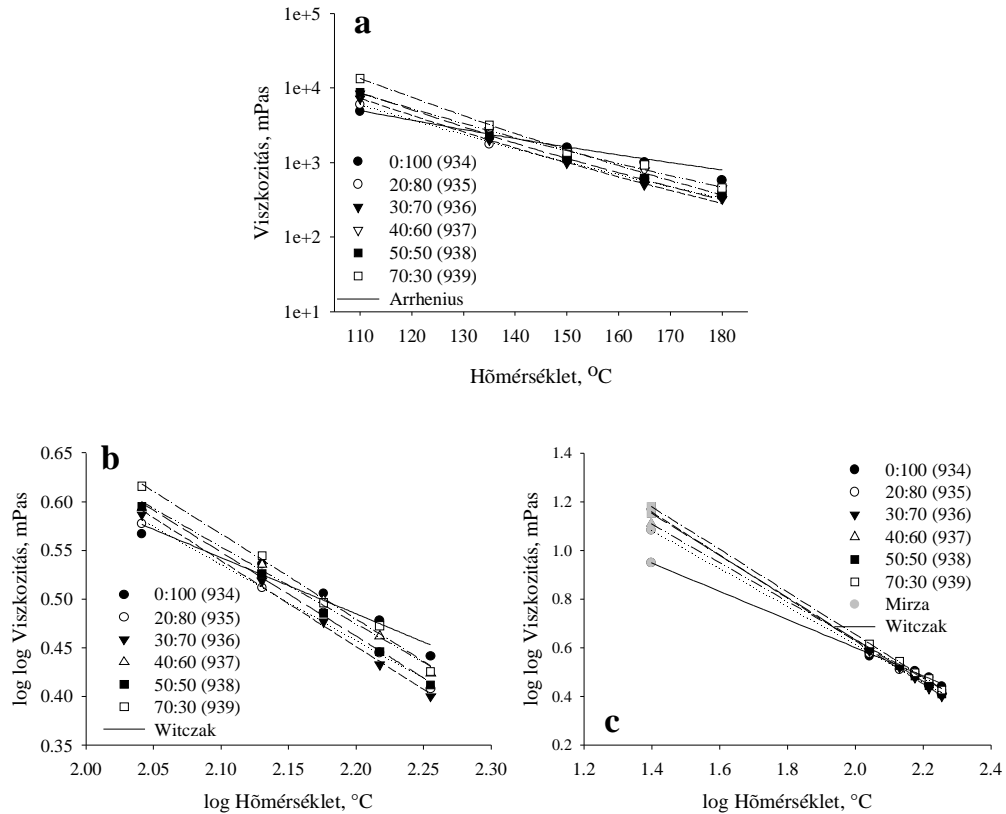 a
1e+5
1e+4
1e+3
1e+2
1e+1
Viszkozitás, mPas
0:100 (934)
20:80 (935)
30:70 (936)
40:60 (937)
50:50 (938)
70:30 (939)
Arrhenius
110 120 130 140 150 160 170 180
Hõmérséklet, OC
b
0.65
0.60
0.55
0.50
0.45
0.40
0.35
log log Viszkozitás, mPas
0:100 (934)
20:80 (935)
30:70 (936)
40:60 (937)
50:50 (938)
70:30 (939)
Witczak
2.00 2.05 2.10 2.15 2.20 2.25 2.30
log Hõmérséklet, °C
1.4
1.2
1.0
0.8
0.6
0.4
0.2
log log Viszkozitás, mPas
0:100 (934)
20:80 (935)
30:70 (936)
40:60 (937)
50:50 (938)
70:30 (939)
Mirza
Witczak
c
1.2 1.4 1.6 1.8 2.0 2.2 2.4
log Hõmérséklet, °C